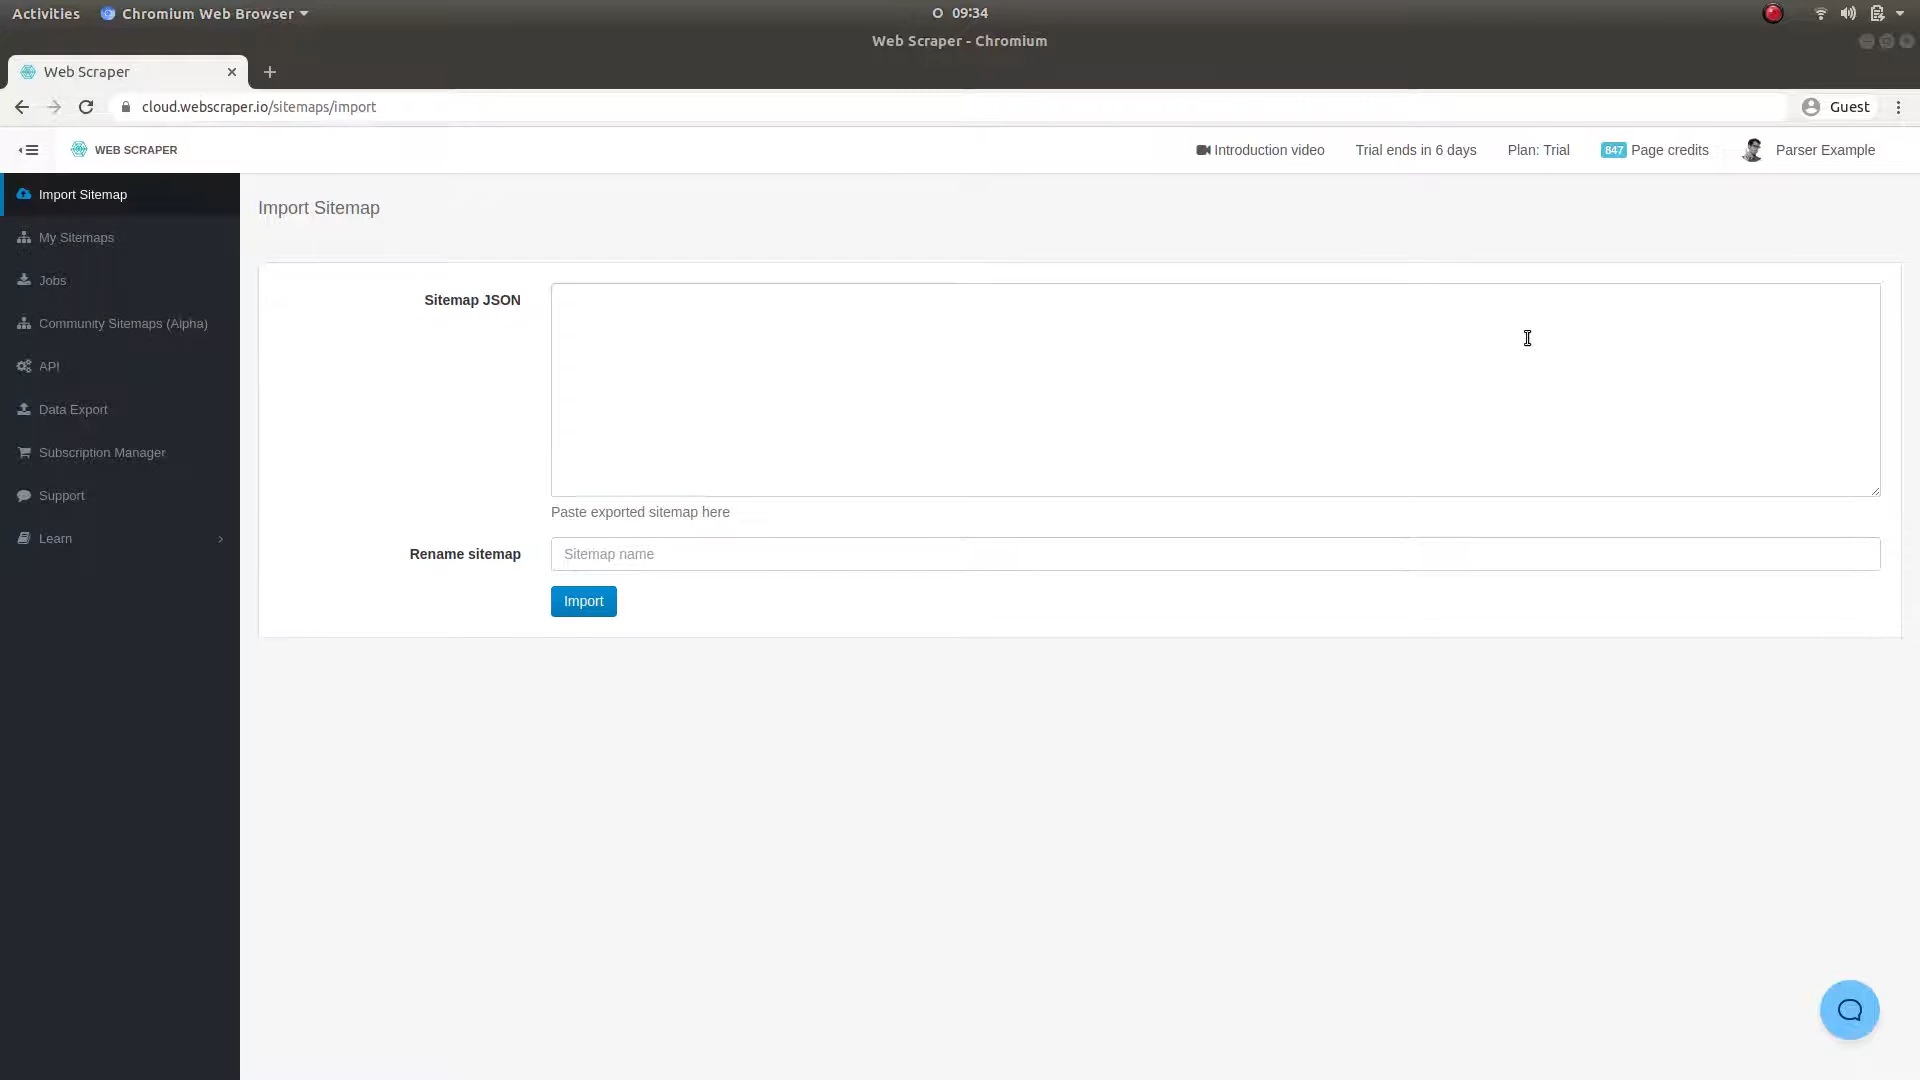 Activities Chromium Web Browser 09:34
Web Scraper - Chromium
Web Scraper
cloud.webscraper.io/sitemaps/import Guest
WEB SCRAPER Introduction video Trial ends in 6 days Plan: Trial 847 Page credits Parser Example
Import Sitemap
My Sitemaps
Jobs
Community Sitemaps (Alpha)
API
Data Export
Subscription Manager
Support
Learn
Import Sitemap
Sitemap JSON
Paste exported sitemap here
Rename sitemap Sitemap name
Import